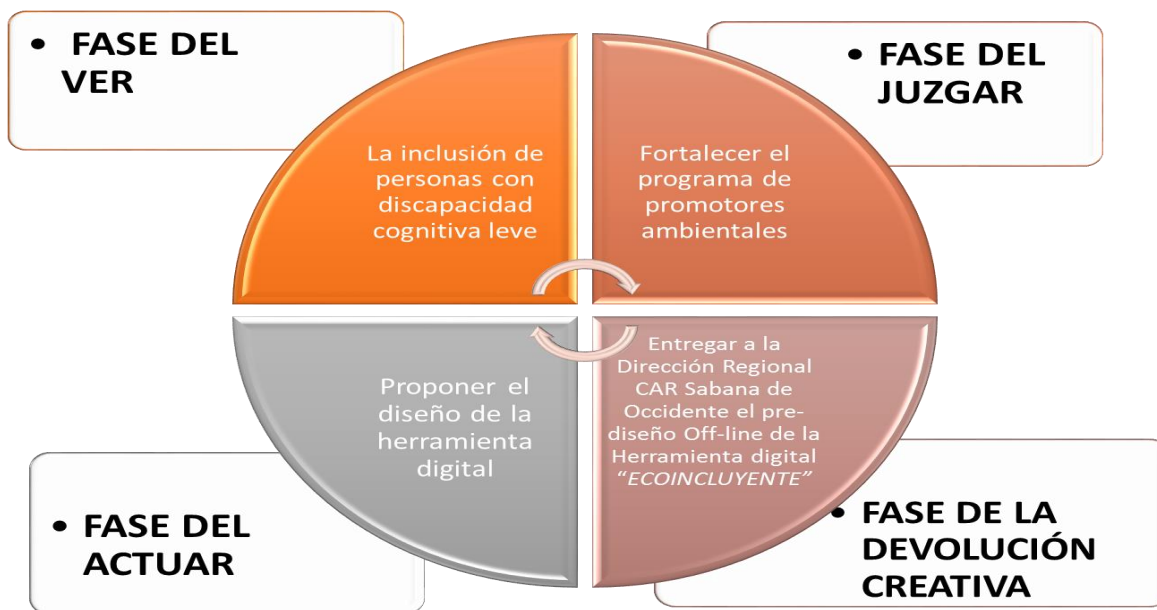 • FASE DEL
VER
La inclusión de
personas con
discapacidad
cognitiva leve
• FASE DEL
JUZGAR
Fortalecer el
programa de
promotores
ambientales
• FASE DEL
ACTUAR
Proponer el
diseño de la
herramienta
digital
• FASE DE LA
DEVOLUCIÓN
CREATIVA
Entregar a la
Dirección Regional
CAR Sabana de
Occidente el pre-
diseño Off-line de la
Herramienta digital
“ECOINCLUYENTE”